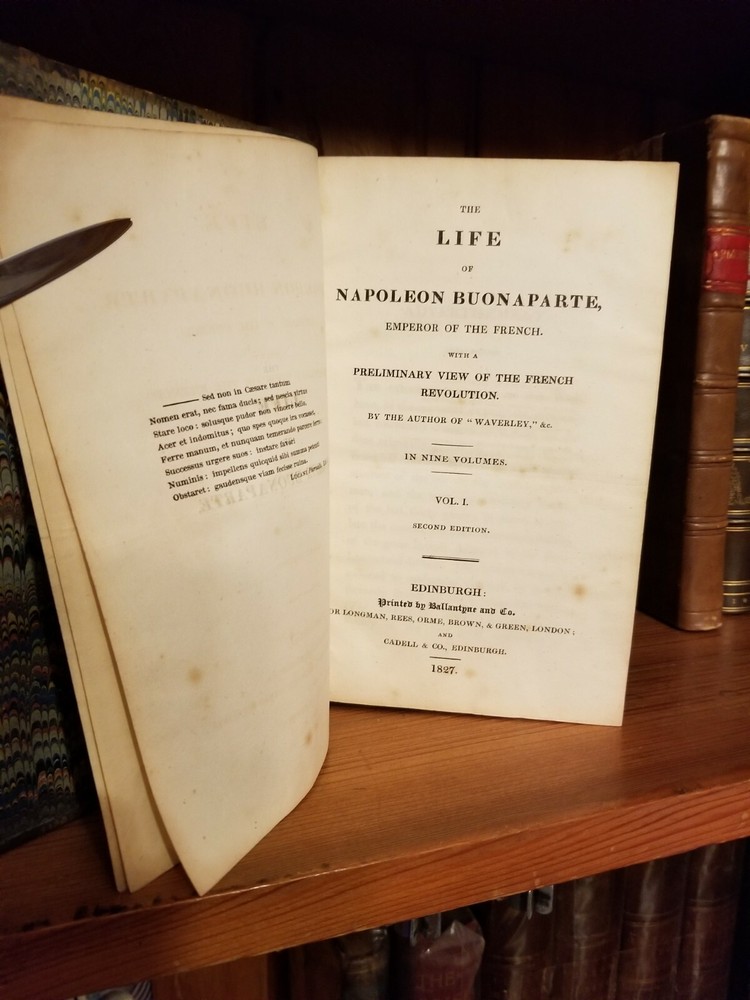 Sed non in Cæsare tantum
Nomen erat, nec fama ducis; sed nescia virtus
Stare loco: solusque pudor non vincere bello.
Acer et indomitus; quo spes quoque ira vocasset,
Ferre manum, et nunquam temerando parcere ferro:
Successus urgere suos: instare favori
Numinis: impellens quicquid sibi summa petenti
Obstaret: gaudensque viam fecisse ruina.
THE
LIFE
OF
NAPOLEON BUONAPARTE,
EMPEROR OF THE FRENCH.
WITH A
PRELIMINARY VIEW OF THE FRENCH
REVOLUTION.
BY THE AUTHOR OF "WAVERLEY," &c.
IN NINE VOLUMES.
VOL. I.
SECOND EDITION.
EDINBURGH:
Printed by Ballantyne and Co.
OR LONGMAN, REES, ORME, BROWN, & GREEN, LONDON;
AND
CADELL & CO., EDINBURGH.
1827.